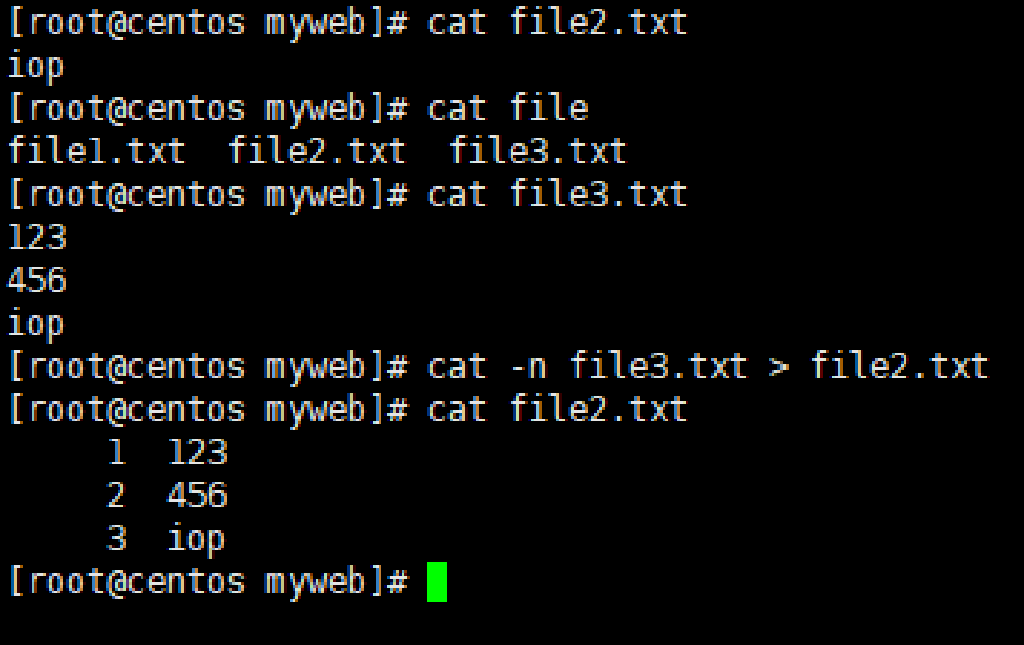 [root@centos myweb]# cat file2.txt
iop
[root@centos myweb]# cat file
file1.txt  file2.txt  file3.txt
[root@centos myweb]# cat file3.txt
123
456
iop
[root@centos myweb]# cat -n file3.txt > file2.txt
[root@centos myweb]# cat file2.txt
     1  123
     2  456
     3  iop
[root@centos myweb]#